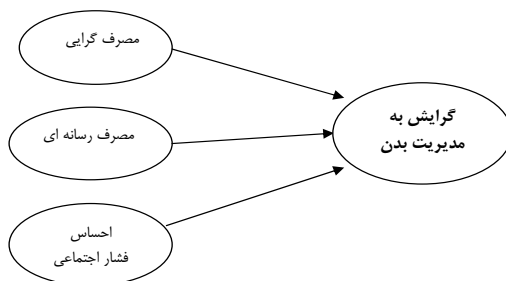 مصرف گرایی
مصرف رسانه ای
احساس
فشار اجتماعی
گرایش به
مدیریت بدن